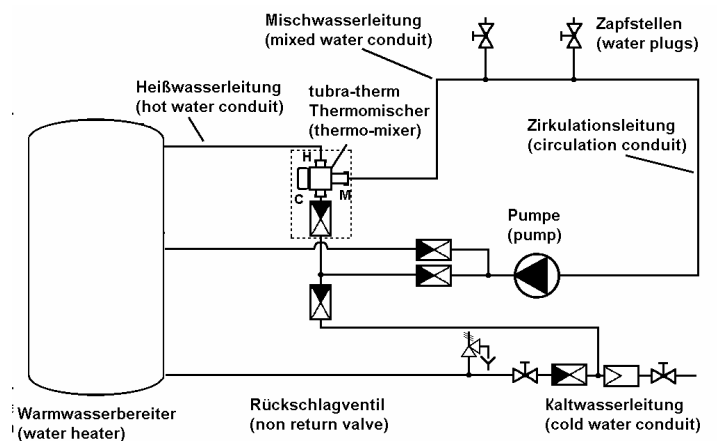 Mischwasserleitung
(mixed water conduit)
Zapfstellen
(water plugs)
Heißwasserleitung
(hot water conduit)
tubra-therm
Thermomischer
(thermo-mixer)
Zirkulationsleitung
(circulation conduit)
H
C
M
Pumpe
(pump)
Warmwasserbereiter
(water heater)
Rückschlagventil
(non return valve)
Kaltwasserleitung
(cold water conduit)